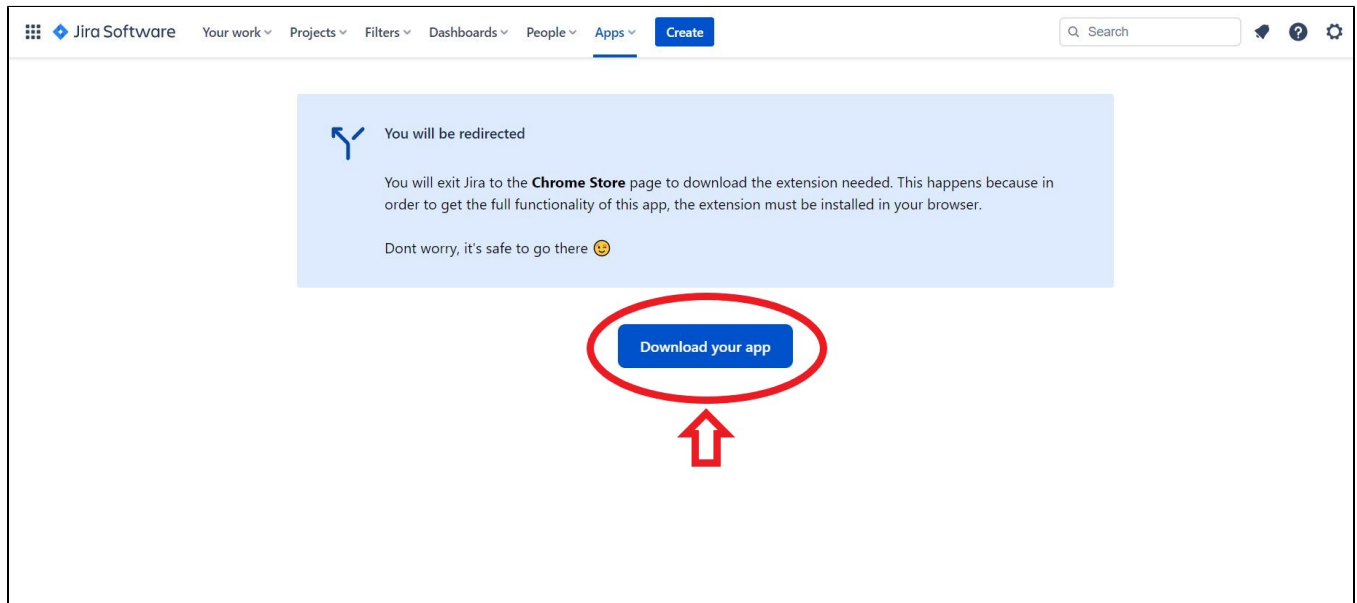 Jira Software Your work Projects Filters Dashboards People Apps Create Search
You will be redirected
You will exit Jira to the Chrome Store page to download the extension needed. This happens because in
order to get the full functionality of this app, the extension must be installed in your browser.
Dont worry, it's safe to go there 😉
Download your app